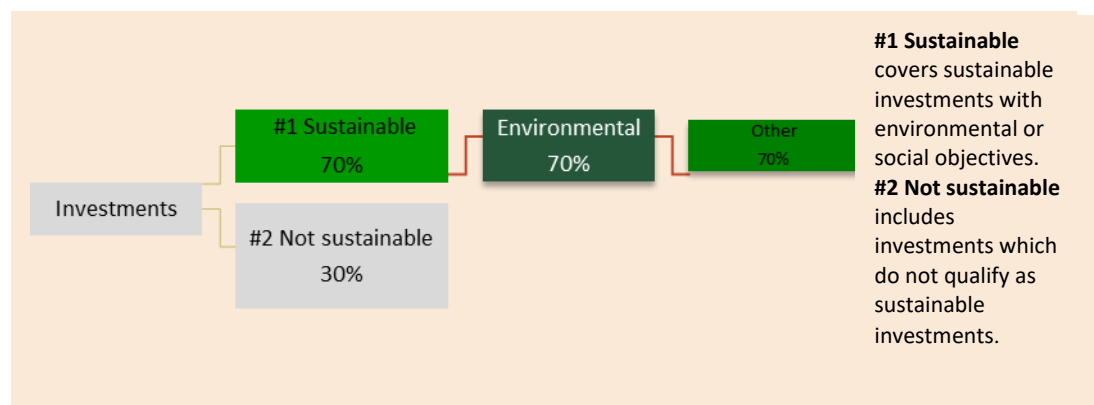 Investments
#1 Sustainable
70%
#2 Not sustainable
30%
Environmental
70%
Other
70%
#1 Sustainable
covers sustainable
investments with
environmental or
social objectives.
#2 Not sustainable
includes
investments which
do not qualify as
sustainable
investments.